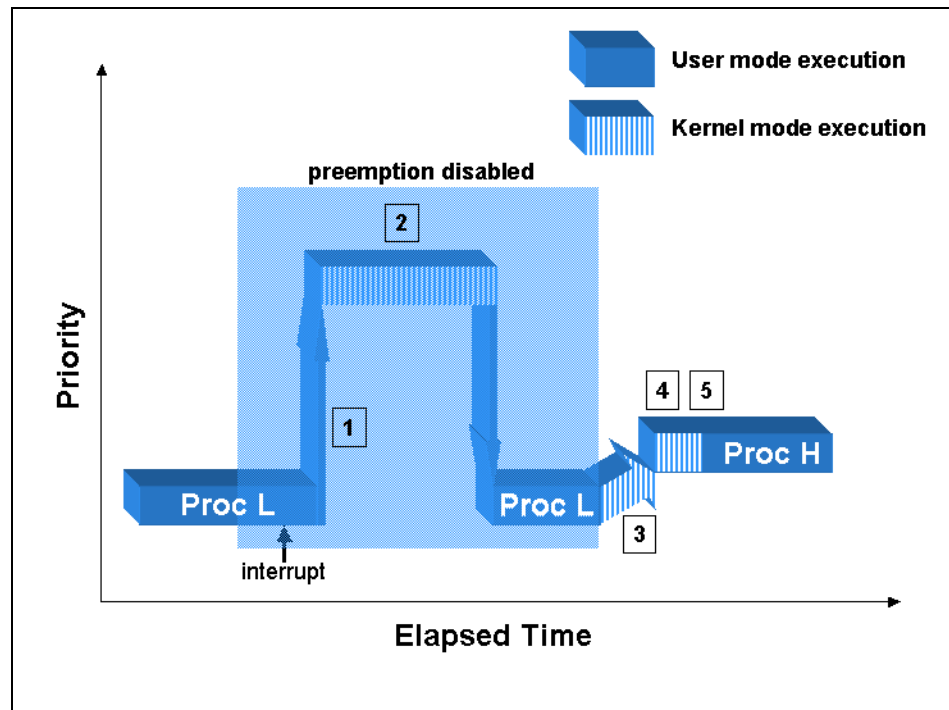 User mode execution
Kernel mode execution
preemption disabled
2
Priority
1
4 5
Proc H
Proc L
Proc L
3
interrupt
Elapsed Time